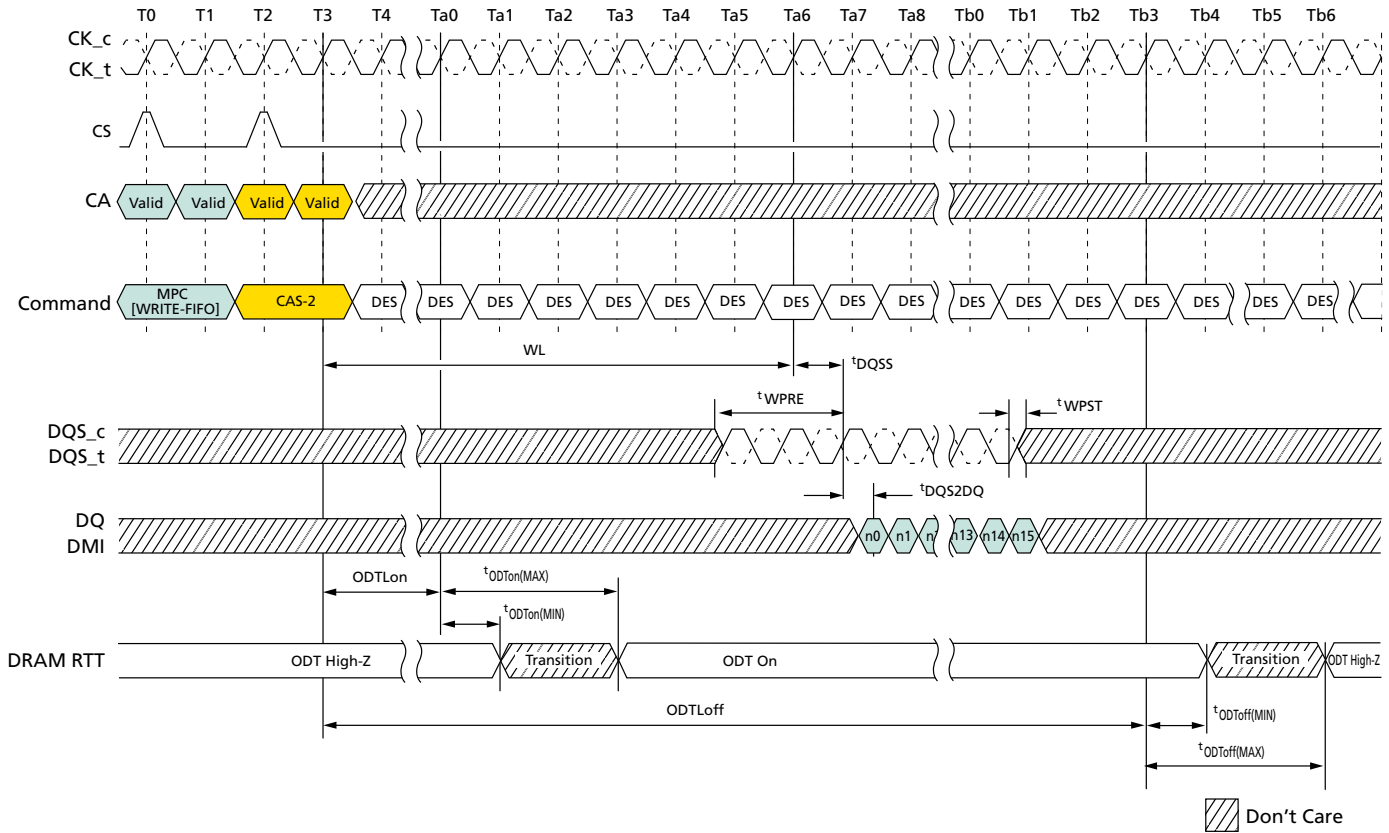 T0 T1 T2 T3 T4 Ta0 Ta1 Ta2 Ta3 Ta4 Ta5 Ta6 Ta7 Ta8 Tb0 Tb1 Tb2 Tb3 Tb4 Tb5 Tb6
CK_c
CK_t
CS
CA Valid Valid Valid Valid
Command MPC [WRITE-FIFO] CAS-2 DES DES DES DES DES DES DES DES DES DES DES DES DES DES DES DES DES
WL
tDQSS
tWPRE
tWPST
DQS_c
DQS_t
tDQS2DQ
DQ
DMI
n0 n1 n n13 n14 n15
ODTLon
tODTon(MAX)
tODTon(MIN)
DRAM RTT ODT High-Z Transition ODT On Transition ODT High-Z
ODTLoff
tODToff(MIN)
tODToff(MAX)
Don't Care